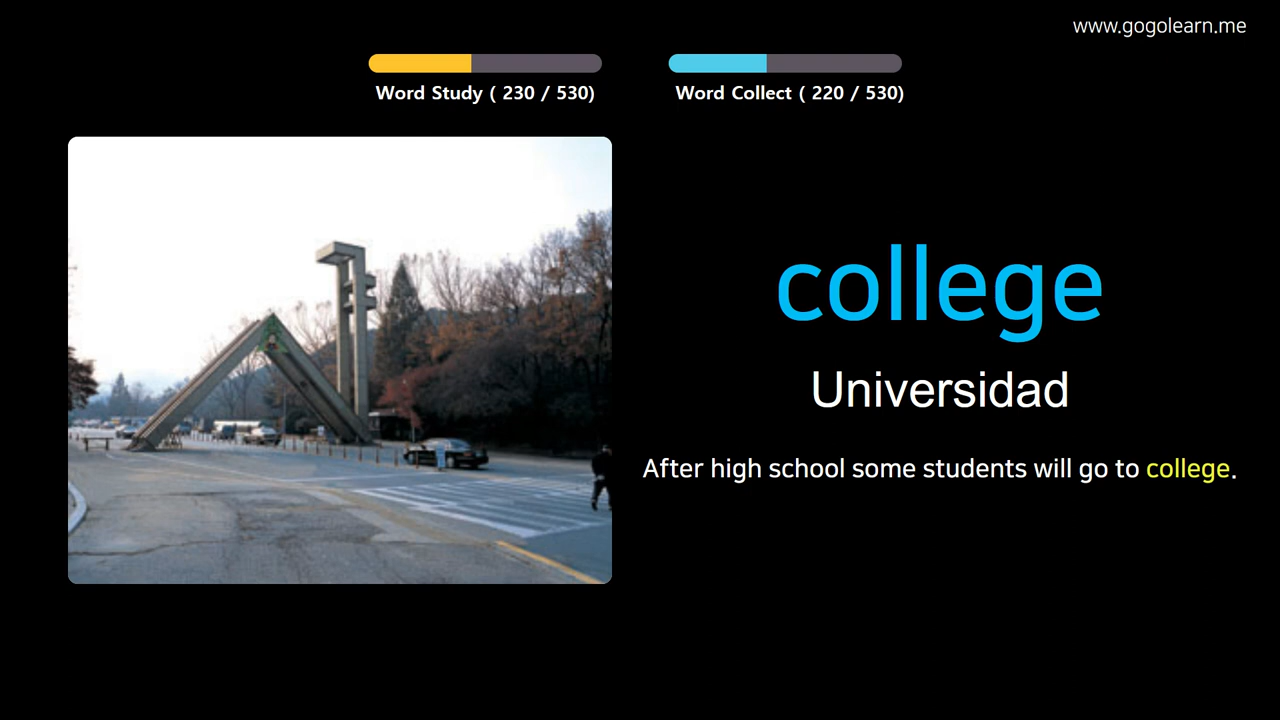 www.gogolearn.me
Word Study ( 230 / 530)
Word Collect ( 220 / 530)
college
Universidad
After high school some students will go to college.